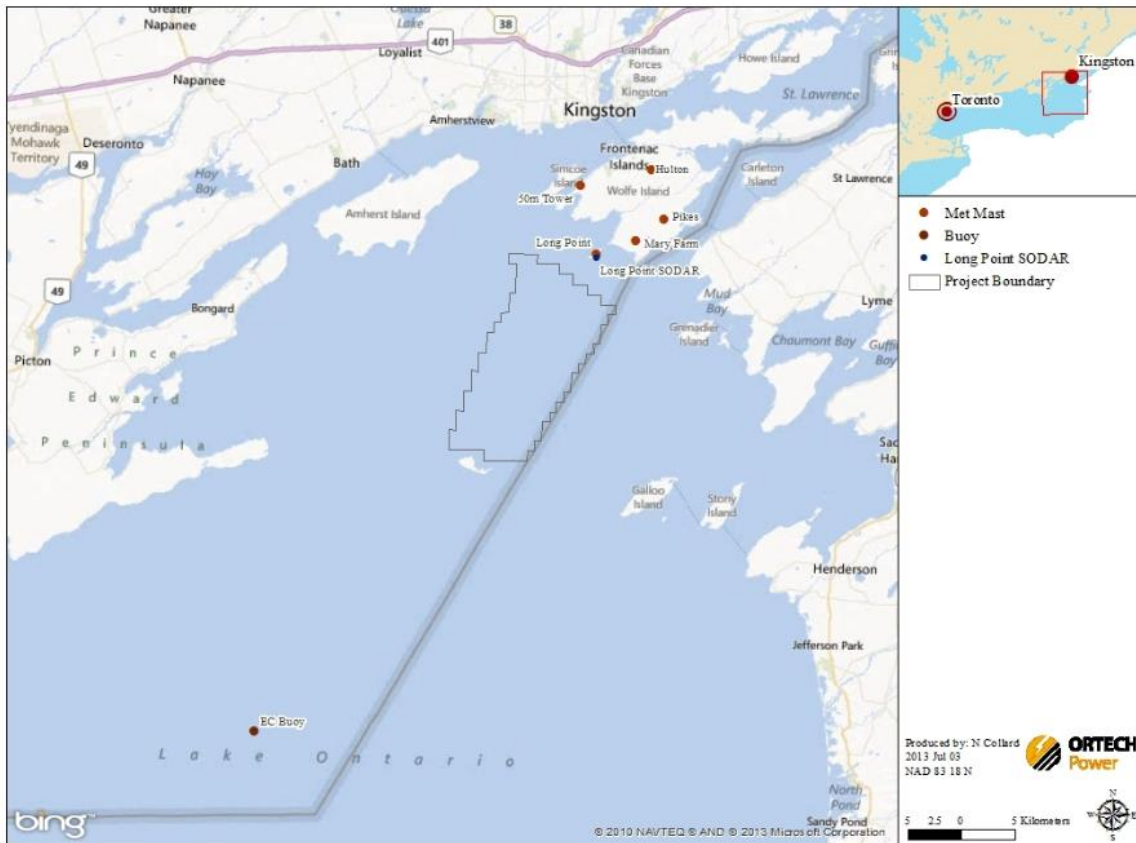 Greater
Napanee
Odessa
Lake
38
401
Loyalist
Napanee
Canadian
Forces
Base
Kingston
Howe Island
St. Lawrence
Kingston
Amherstview
Tyendinaga
Mohawk
Territory
49
Deseronto
Hay
Bay
Bath
Amherst Island
Simcoe
Island
50m Tower
Frontenac
Islands
Hulton
Wolfe Island
Carleton
Island
St Lawrence
Pikes
Long Point
Mary Farm
Long Point SODAR
49
Bongard
Mud
Bay
Lyme
Grenadier
Island
Chaumont Bay
Bay
Picton
Prince
Edward
Peninsula
Galloo
Island
Stony
Island
Henderson
Jefferson Park
EC Buoy
Lake Ontario
North
Pond
Sandy Pond
bing™
© 2010 NAVTEQ © AND © 2013 Microsoft Corporation
Kingston
Toronto
Met Mast
Buoy
Long Point SODAR
Project Boundary
Produced by: N Collard
2013 Jul 03
NAD 83 18 N
ORTECH
Power
5 2.5 0 5 Kilometers
N
W E
S